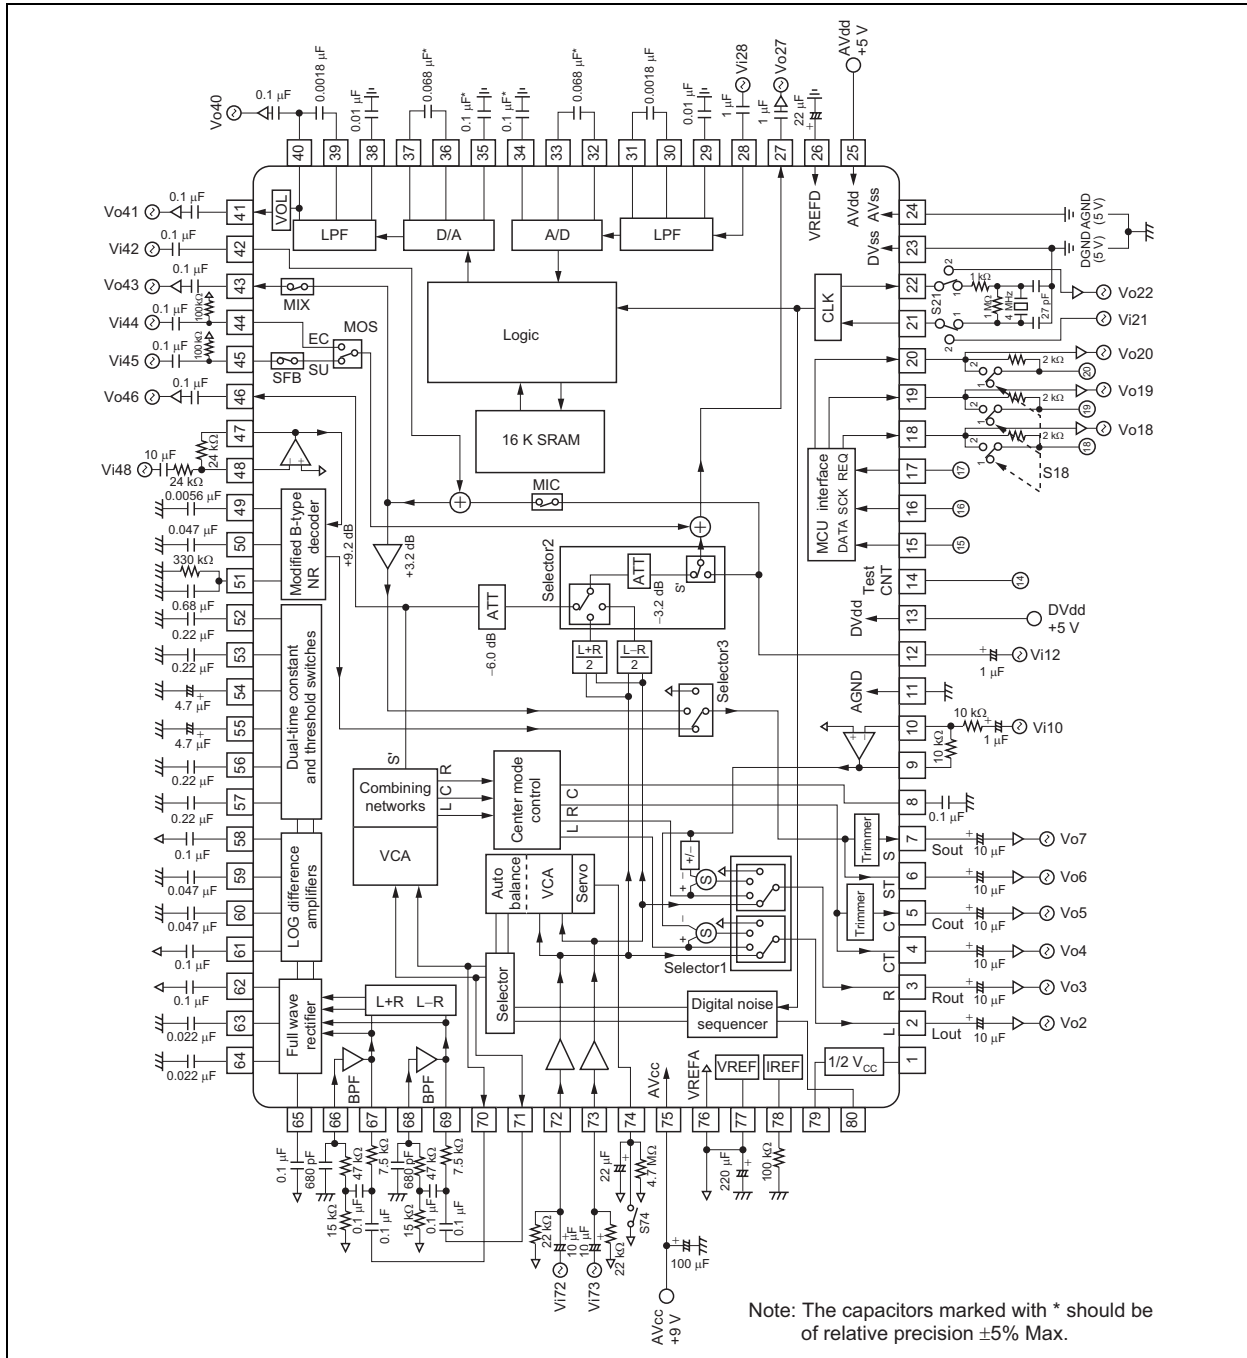 Vo40
0.1 µF
0.0018 µF
0.01 µF
0.068 µF*
0.1 µF*
0.1 µF*
0.068 µF*
0.0018 µF
0.01 µF
1 µF
Vi28
1 µF
Vo27
22 µF
+
AVdd
+5 V
40
39
38
37
36
35
34
33
32
31
30
29
28
27
26
25
Vo41
0.1 µF
41
VOL
Vi42
0.1 µF
42
Vo43
0.1 µF
43
MIX
Vi44
0.1 µF
100kΩ
44
EC
MOS
Vi45
0.1 µF
100kΩ
45
SFB
SU
Vo46
0.1 µF
46
47
24 kΩ
Vi48
10 µF
24 kΩ
48
0.0056 µF
49
0.047 µF
50
330 kΩ
51
0.68 µF
0.22 µF
52
0.22 µF
53
4.7 µF
+
54
4.7 µF
+
55
0.22 µF
56
0.22 µF
57
0.1 µF
58
0.047 µF
59
0.047 µF
60
0.1 µF
61
0.1 µF
62
0.022 µF
63
0.022 µF
64
LPF
D/A
A/D
LPF
VREFD
AVdd
AVss
DVss
Logic
16 K SRAM
CLK
MIC
+3.2 dB
Modified B-type
NR decoder
+9.2 dB
Dual-time constant
and threshold switches
LOG difference
amplifiers
Full wave
rectifier
Selector2
ATT
−3.2 dB
S'
ATT
−6.0 dB
L+R
2
L−R
2
Selector3
S'
Combining
networks
R
C
L
VCA
Center mode
control
C
R
L
Auto
balance
VCA
Servo
Selector
+/−
−
+
S
−
+
S
Selector1
Digital noise
sequencer
L+R L−R
BPF
BPF
MCU interface
DATA SCK REQ
Test
CNT
DVdd
AGND
Trimmer
S
ST
Trimmer
C
CT
R
L
1/2 VCC
VREF
IREF
VREFA
AVcc
24
AGND
(5 V)
23
DGND
(5 V)
22
S21
2
1
1 kΩ
1 MΩ
4 MHz
27 pF
Vo22
21
1
2
Vi21
20
2
1
2 kΩ
Vo20
20
19
2
1
2 kΩ
Vo19
19
18
2
1
2 kΩ
Vo18
18
S18
17
17
16
16
15
15
14
14
13
DVdd
+5 V
12
+
1 µF
Vi12
11
10
10 kΩ
+
1 µF
Vi10
10 kΩ
9
8
0.1 µF
7
Sout
+
10 µF
Vo7
6
+
10 µF
Vo6
5
Cout
+
10 µF
Vo5
4
+
10 µF
Vo4
3
Rout
+
10 µF
Vo3
2
Lout
+
10 µF
Vo2
1
65
66
67
68
69
70
71
72
73
74
75
76
77
78
79
80
0.1 µF
680 pF
15 kΩ
47 kΩ
0.1 µF
7.5 kΩ
0.1 µF
680 pF
15 kΩ
47 kΩ
0.1 µF
7.5 kΩ
0.1 µF
22 kΩ
10 µF
+
Vi72
10 µF
+
Vi73
22 kΩ
22 µF
+
S74
4.7 MΩ
AVcc
+9 V
+
100 µF
220 µF
+
100 kΩ
Note: The capacitors marked with * should be
of relative precision ±5% Max.